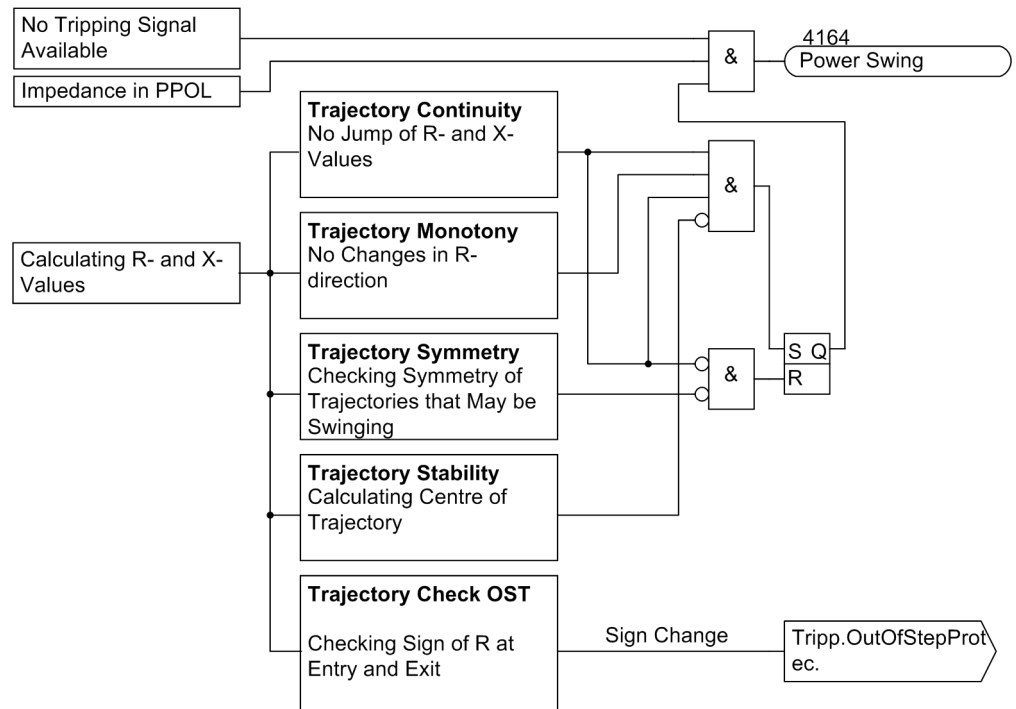 No Tripping Signal
Available
Impedance in PPOL
&
4164
Power Swing
Trajectory Continuity
No Jump of R- and X-
Values
&
Trajectory Monotony
No Changes in R-
direction
Calculating R- and X-
Values
Trajectory Symmetry
Checking Symmetry of
Trajectories that May be
Swinging
&
S Q
R
Trajectory Stability
Calculating Centre of
Trajectory
Trajectory Check OST
Checking Sign of R at
Entry and Exit
Sign Change
Tripp.OutOfStepProt
ec.